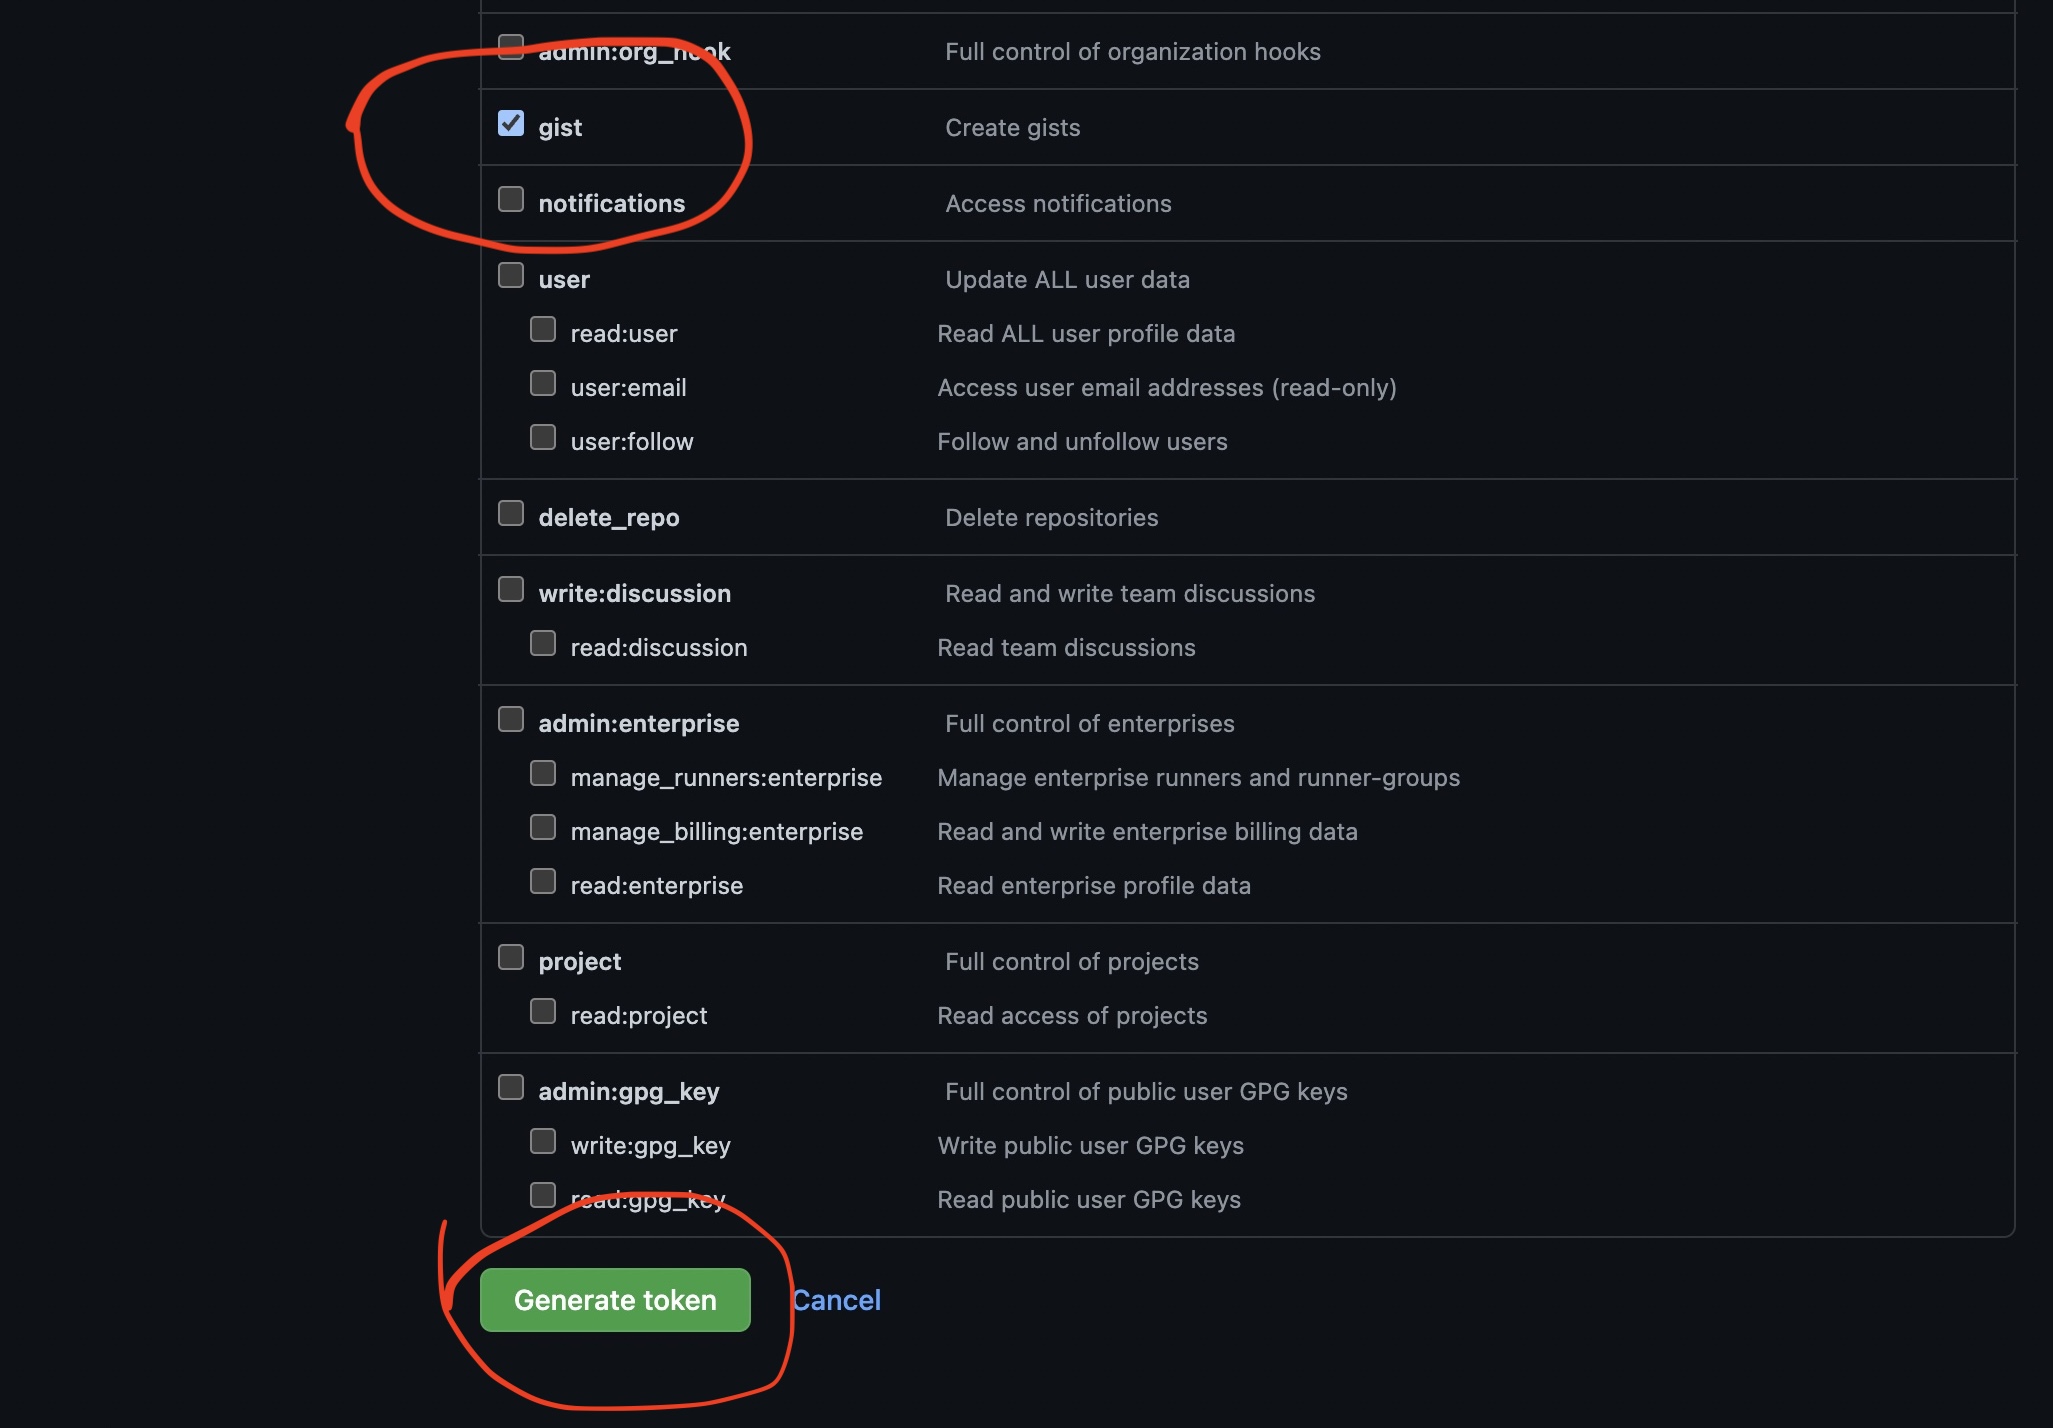 admin:org_hook Full control of organization hooks
gist Create gists
notifications Access notifications
user Update ALL user data
read:user Read ALL user profile data
user:email Access user email addresses (read-only)
user:follow Follow and unfollow users
delete_repo Delete repositories
write:discussion Read and write team discussions
read:discussion Read team discussions
admin:enterprise Full control of enterprises
manage_runners:enterprise Manage enterprise runners and runner-groups
manage_billing:enterprise Read and write enterprise billing data
read:enterprise Read enterprise profile data
project Full control of projects
read:project Read access of projects
admin:gpg_key Full control of public user GPG keys
write:gpg_key Write public user GPG keys
read:gpg_key Read public user GPG keys
Generate token Cancel